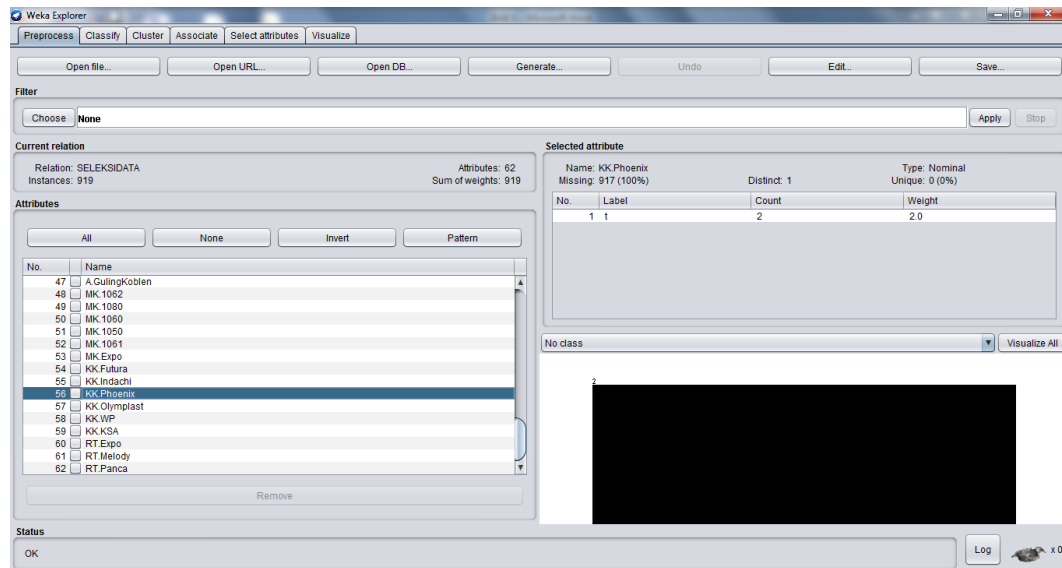 Weka Explorer
Preprocess Classify Cluster Associate Select attributes Visualize
Open file... Open URL... Open DB... Generate... Undo Edit... Save...
Filter
Choose None Apply Stop
Current relation
Relation: SELEKSIDATA Attributes: 62
Instances: 919 Sum of weights: 919
Attributes
All None Invert Pattern
No. Name
47 A.GulingKoblen
48 MK.1062
49 MK.1080
50 MK.1060
51 MK.1050
52 MK.1061
53 MK.Expo
54 KK.Futura
55 KK.Indachi
56 KK.Phoenix
57 KK.Olymplast
58 KK.WP
59 KK.KSA
60 RT.Expo
61 RT.Melody
62 RT.Panca
Remove
Selected attribute
Name: KK.Phoenix Type: Nominal
Missing: 917 (100%) Distinct: 1 Unique: 0 (0%)
No. Label Count Weight
1 t 2 2.0
No class Visualize All
2
Status
OK Log x 0